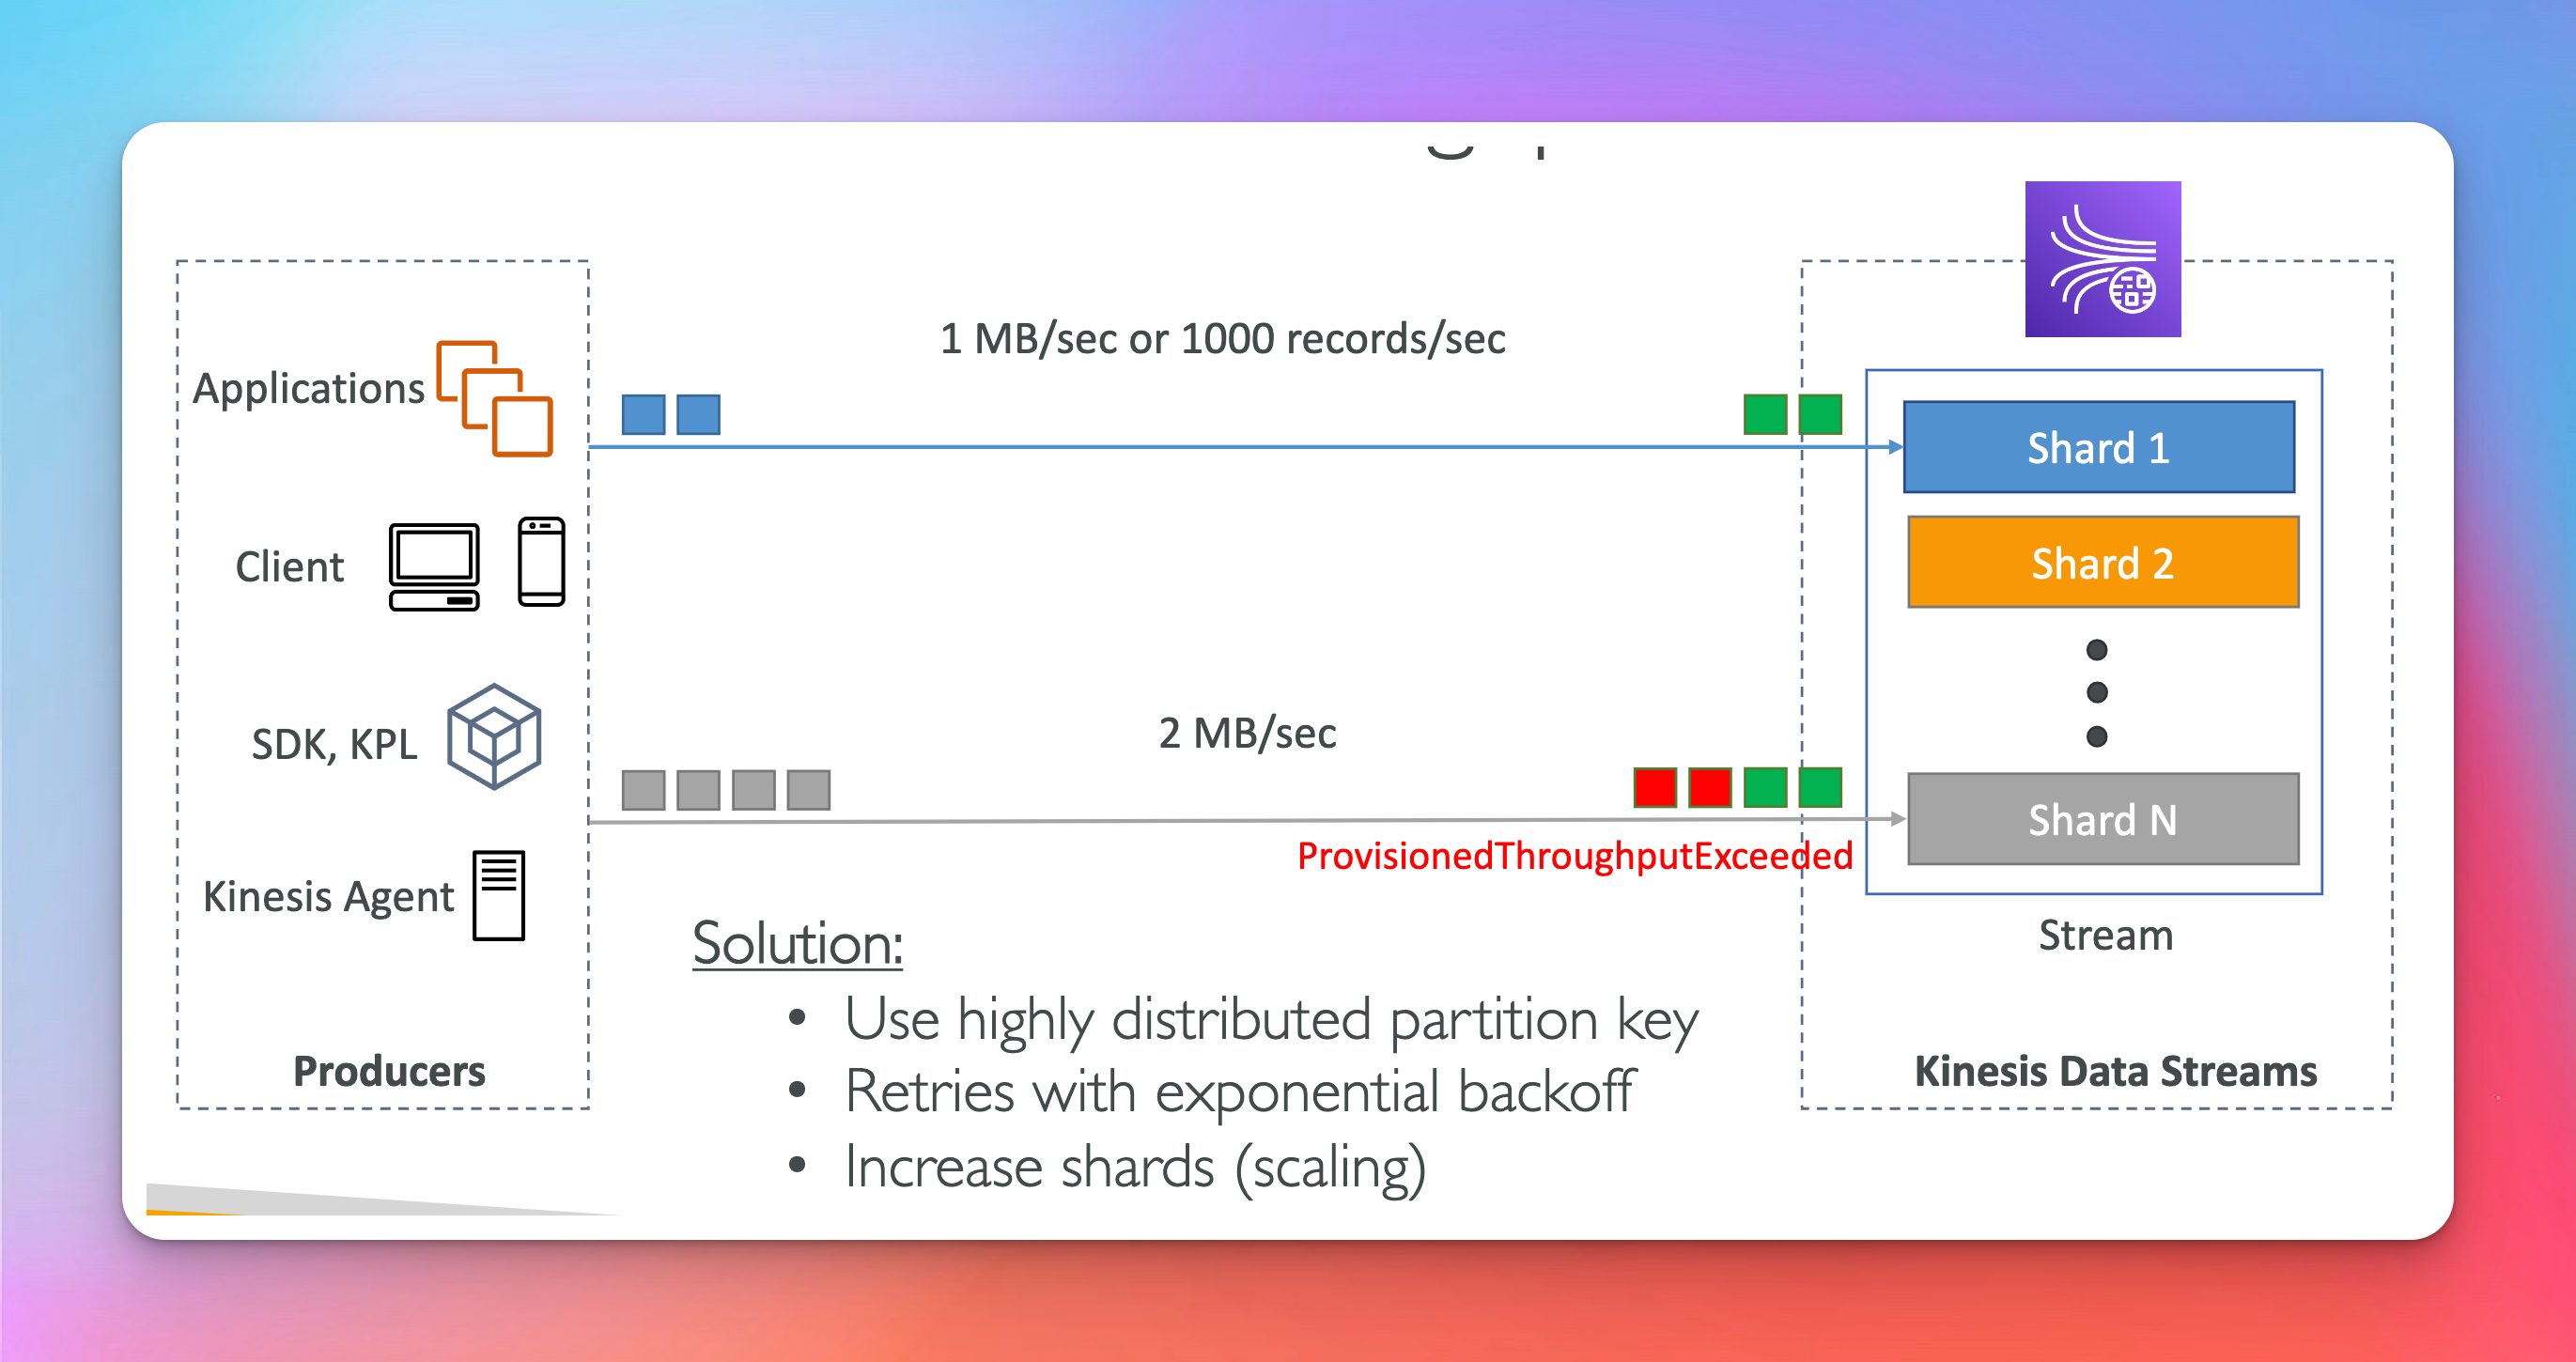 1 MB/sec or 1000 records/sec
Applications
Shard 1
Client
Shard 2
2 MB/sec
SDK, KPL
Shard N
ProvisionedThroughputExceeded
Kinesis Agent
Solution:
Stream
• Use highly distributed partition key
Producers
Kinesis Data Streams
• Retries with exponential backoff
• Increase shards (scaling)